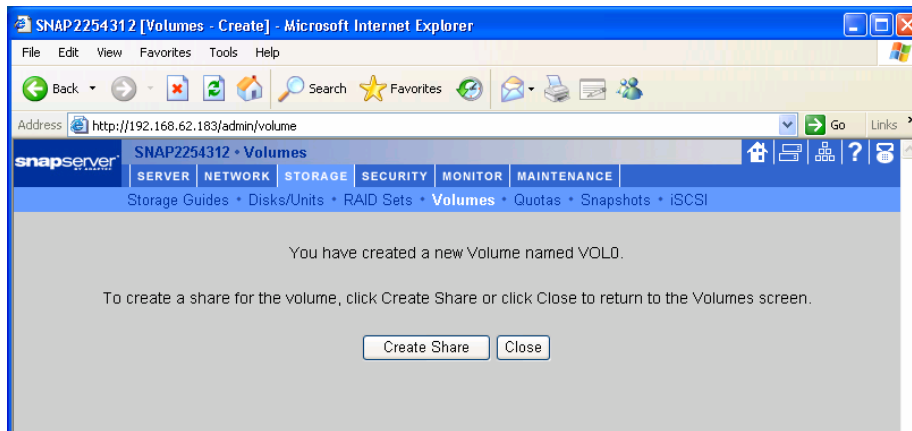 SNAP2254312 [Volumes - Create] - Microsoft Internet Explorer
File Edit View Favorites Tools Help
Back Search Favorites
Address http://192.168.62.183/admin/volume Go Links
snapserver SNAP2254312 • Volumes ?
SERVER NETWORK STORAGE SECURITY MONITOR MAINTENANCE
Storage Guides • Disks/Units • RAID Sets • Volumes • Quotas • Snapshots • iSCSI
You have created a new Volume named VOL0.
To create a share for the volume, click Create Share or click Close to return to the Volumes screen.
Create Share Close